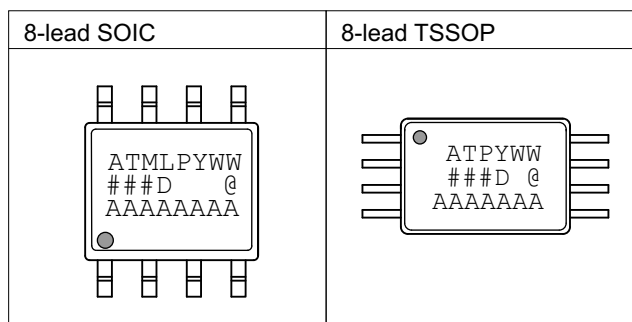 8-lead SOIC
8-lead TSSOP
ATMLPYWW
###D @
AAAAAAAA
ATPYWW
###D @
AAAAAAA